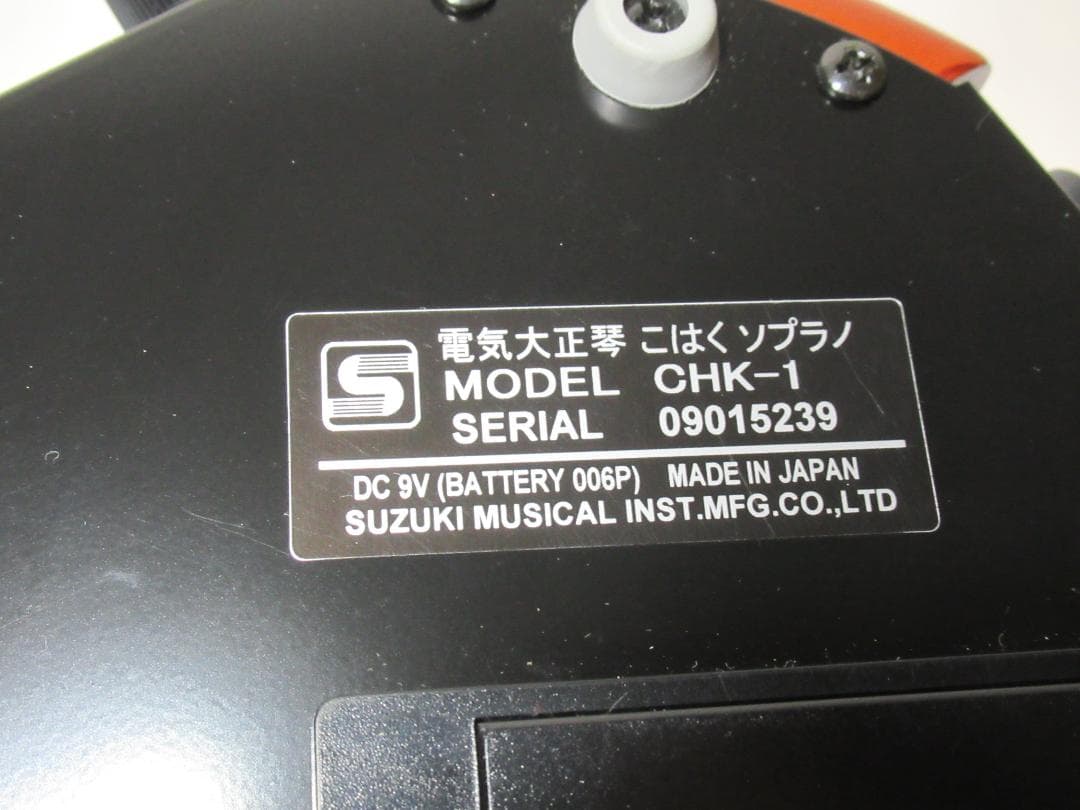 電気大正琴 こはく ソプラノ
MODEL CHK-1
SERIAL 09015239
DC 9V (BATTERY 006P) MADE IN JAPAN
SUZUKI MUSICAL INST.MFG.CO.,LTD